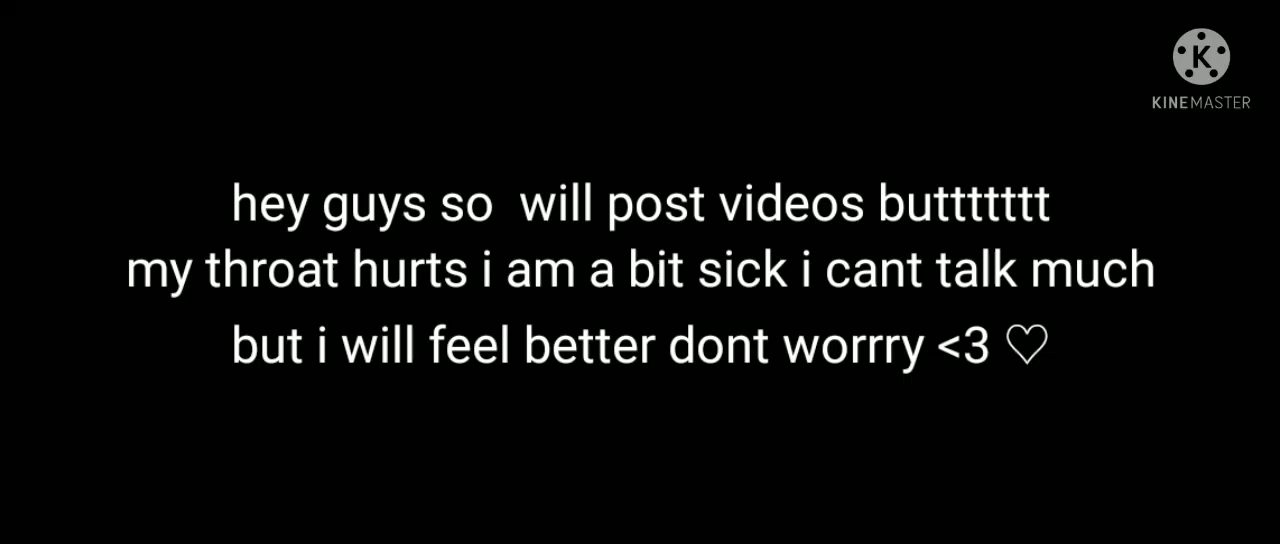 K
KINEMASTER
hey guys so  will post videos buttttttt
my throat hurts i am a bit sick i cant talk much
but i will feel better dont worrry <3 ♡